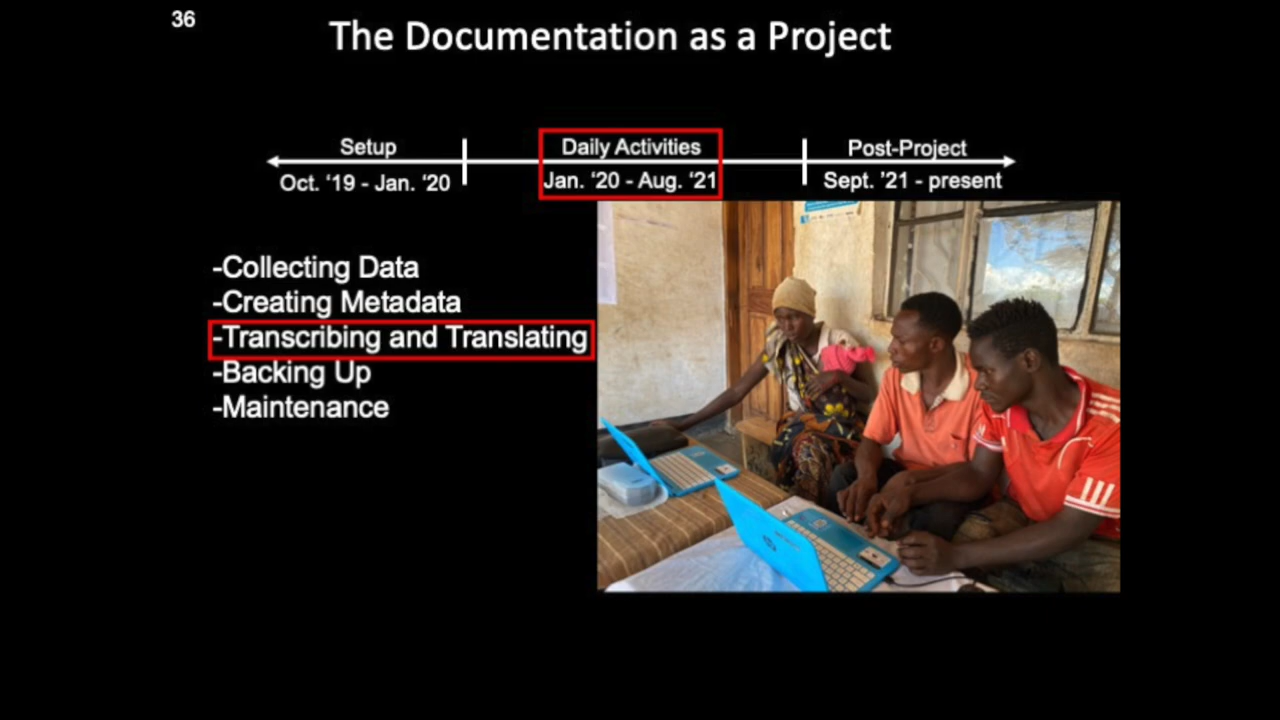 36
The Documentation as a Project
Setup
Daily Activities
Post-Project
Oct. ‘19 - Jan. ‘20
Jan. ‘20 - Aug. ‘21
Sept. ’21 - present
-Collecting Data
-Creating Metadata
-Transcribing and Translating
-Backing Up
-Maintenance